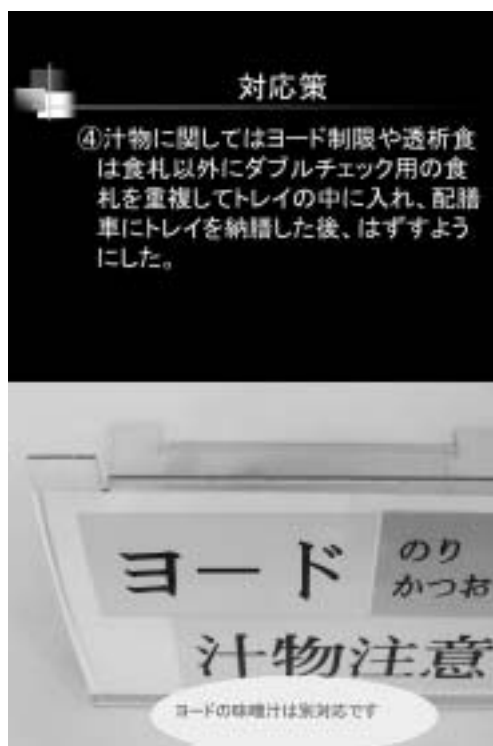 対応策
④汁物に関してはヨード制限や透析食
は食札以外にダブルチェック用の食
札を重複してトレイの中に入れ、配膳
車にトレイを納膳した後、はずすよう
にした。
ヨード
のり
かつお
汁物注意
ヨードの味噌汁は別対応です